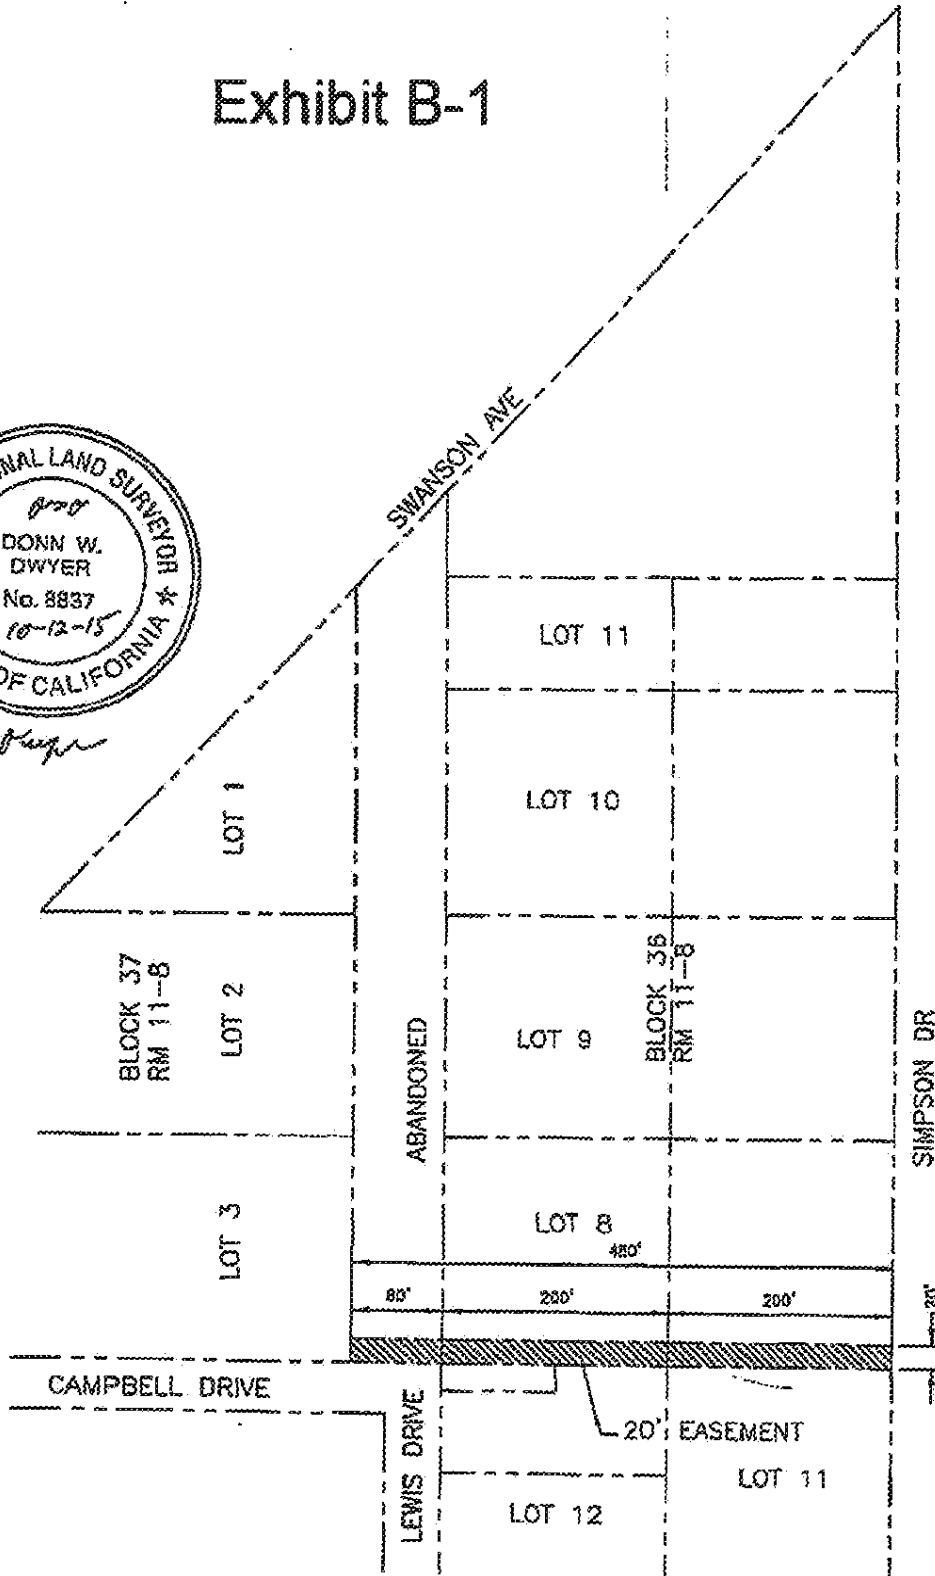 Exhibit B-1
SWANSON AVE
NAL LAND SURVEYOR *
DONN W.
DWYER
No. 8837
10-12-15
OF CALIFORNIA *
LOT 11
LOT 1
LOT 10
BLOCK 37
RM 11-8
LOT 2
ABANDONED
LOT 9
BLOCK 36
RM 11-8
SIMPSON DR
LOT 3
LOT 8
480'
80'
200'
200'
20'
CAMPBELL DRIVE
LEWIS DRIVE
20' EASEMENT
LOT 11
LOT 12